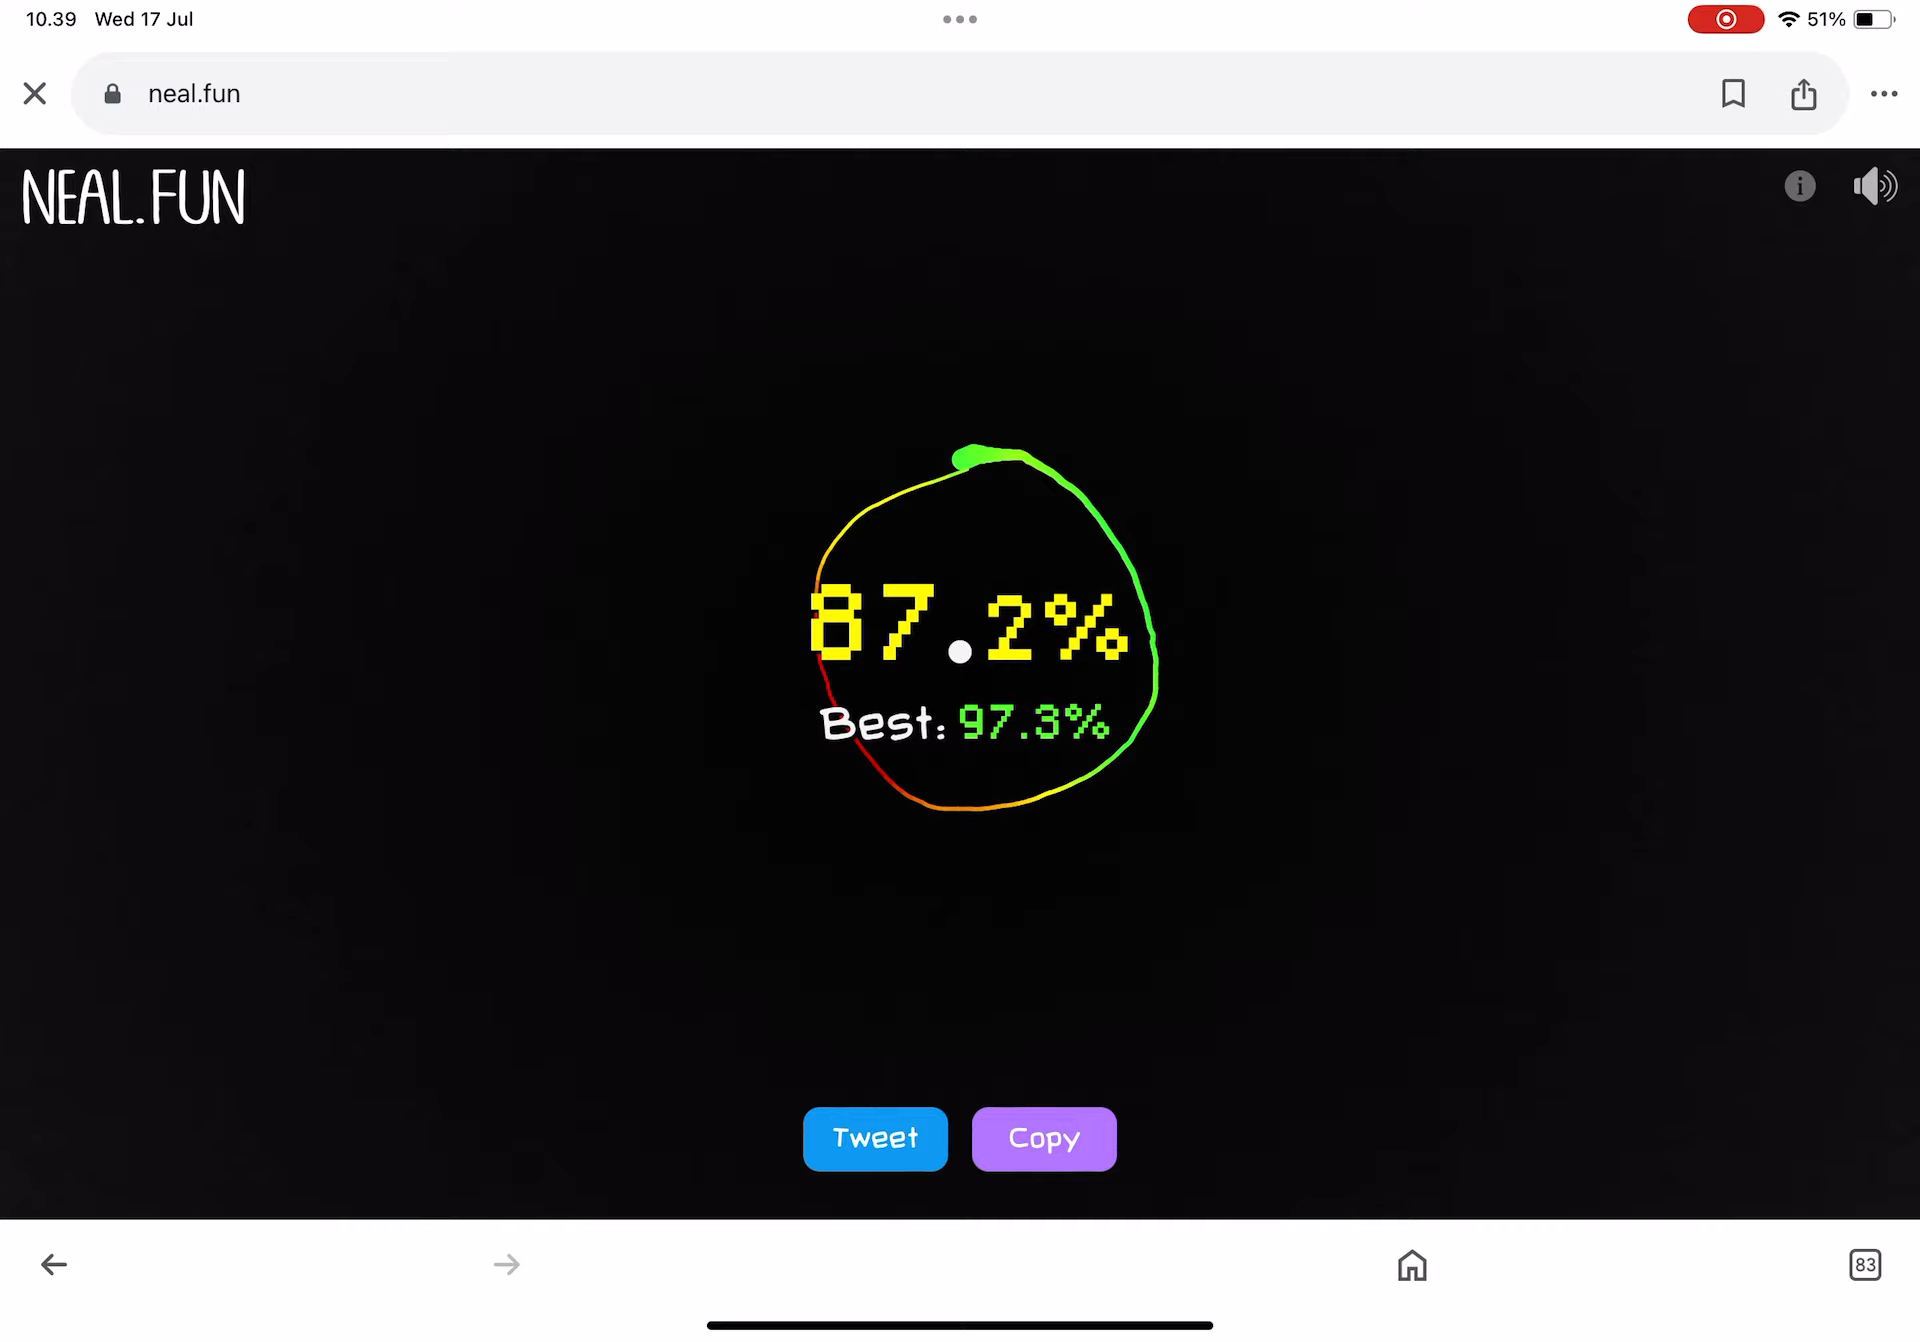 10.39 Wed 17 Jul
51%
neal.fun
NEAL.FUN
87.2%
Best: 97.3%
Tweet
Copy
83